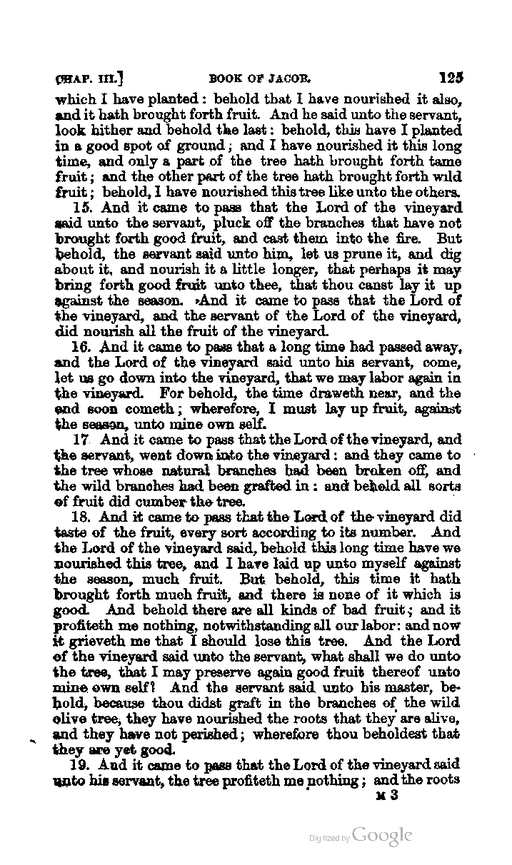 CHAP. III.] BOOK OF JACOB. 125
which I have planted: behold that I have nourished it also,
and it hath brought forth fruit. And he said unto the servant,
look hither and behold the last: behold, this have I planted
in a good spot of ground; and I have nourished it this long
time, and only a part of the tree hath brought forth tame
fruit; and the other part of the tree hath brought forth wild
fruit; behold, I have nourished this tree like unto the others.
15. And it came to pass that the Lord of the vineyard
said unto the servant, pluck off the branches that have not
brought forth good fruit, and cast them into the fire. But
behold, the servant said unto him, let us prune it, and dig
about it, and nourish it a little longer, that perhaps it may
bring forth good fruit unto thee, that thou canst lay it up
against the season. And it came to pass that the Lord of
the vineyard, and the servant of the Lord of the vineyard,
did nourish all the fruit of the vineyard.
16. And it came to pass that a long time had passed away,
and the Lord of the vineyard said unto his servant, come,
let us go down into the vineyard, that we may labor again in
the vineyard. For behold, the time draweth near, and the
end soon cometh; wherefore, I must lay up fruit, against
the season, unto mine own self.
17 And it came to pass that the Lord of the vineyard, and
the servant, went down into the vineyard: and they came to
the tree whose natural branches had been broken off, and
the wild branches had been grafted in: and behold all sorts
of fruit did cumber the tree.
18. And it came to pass that the Lord of the vineyard did
taste of the fruit, every sort according to its number. And
the Lord of the vineyard said, behold this long time have we
nourished this tree, and I have laid up unto myself against
the season, much fruit. But behold, this time it hath
brought forth much fruit, and there is none of it which is
good. And behold there are all kinds of bad fruit; and it
profiteth me nothing, notwithstanding all our labor: and now
it grieveth me that I should lose this tree. And the Lord
of the vineyard said unto the servant, what shall we do unto
the tree, that I may preserve again good fruit thereof unto
mine own self? And the servant said unto his master, be-
hold, because thou didst graft in the branches of the wild
olive tree, they have nourished the roots that they are alive,
and they have not perished; wherefore thou beholdest that
they are yet good.
19. And it came to pass that the Lord of the vineyard said
unto his servant, the tree profiteth me nothing; and the roots
M 3
Digitized by Google